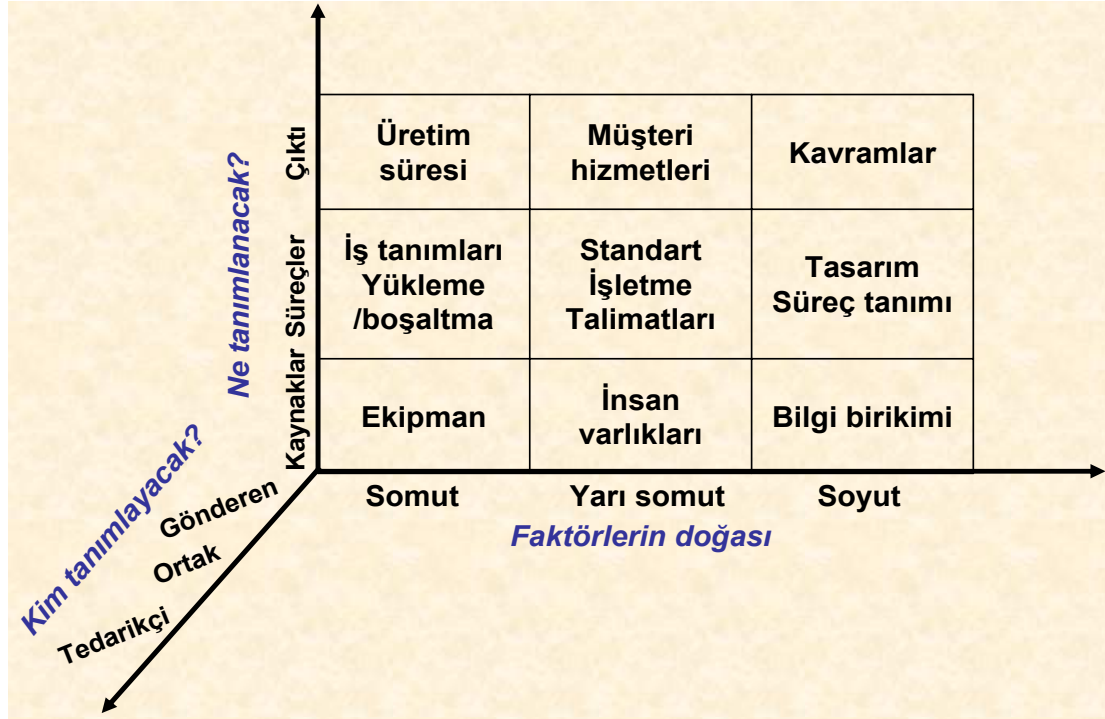 Ne tanımlanacak?
Çıktı
Süreçler
Kaynaklar
Üretim
süresi
Müşteri
hizmetleri
Kavramlar
İş tanımları
Yükleme
/boşaltma
Standart
İşletme
Talimatları
Tasarım
Süreç tanımı
Ekipman
İnsan
varlıkları
Bilgi birikimi
Somut
Yarı somut
Soyut
Faktörlerin doğası
Kim tanımlayacak?
Gönderen
Ortak
Tedarikçi